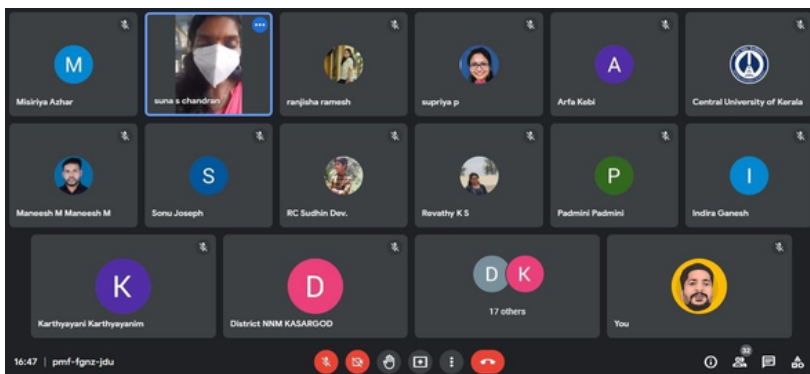 M
Misiriya Azhar
suna s chandran
ranjisha ramesh
supriya p
A
Arfa Kebi
Central University of Kerala
Maneesh M Maneesh M
S
Sonu Joseph
RC Sudhin Dev.
Revathy K S
P
Padmini Padmini
I
Indira Ganesh
K
Karthyayani Karthyayanim
D
District NNM KASARGOD
D K
17 others
You
16:47 | pmf-fgnz-jdu
32